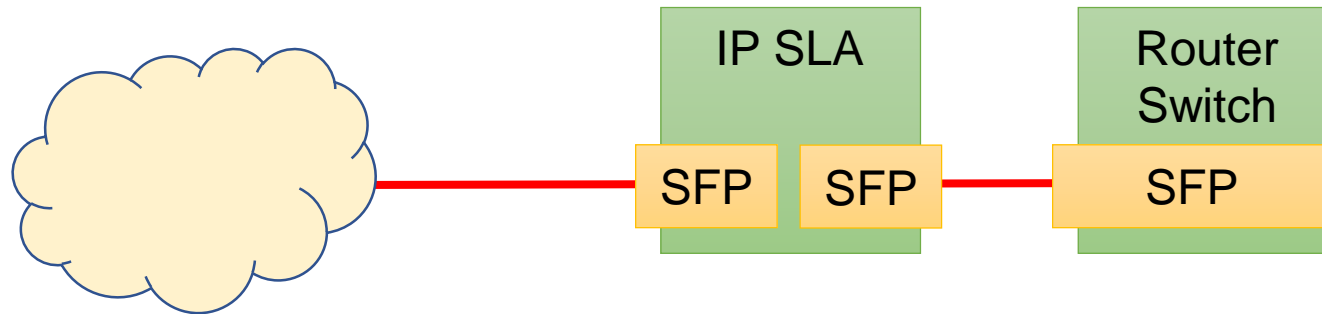 IP SLA
Router
Switch
SFP
SFP
SFP